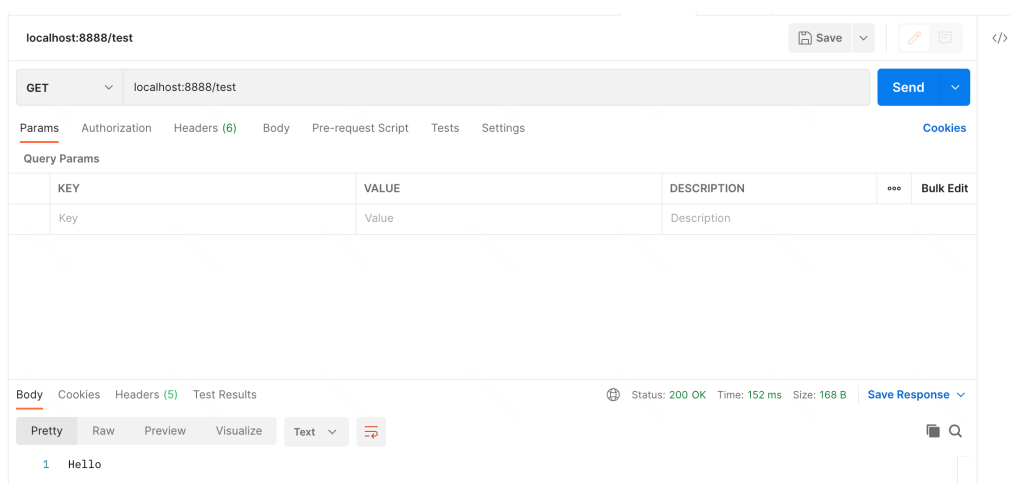 localhost:8888/test Save </>
GET localhost:8888/test Send
Params Authorization Headers (6) Body Pre-request Script Tests Settings Cookies
Query Params
KEY VALUE DESCRIPTION ooo Bulk Edit
Key Value Description
Body Cookies Headers (5) Test Results Status: 200 OK Time: 152 ms Size: 168 B Save Response
Pretty Raw Preview Visualize Text
1 Hello